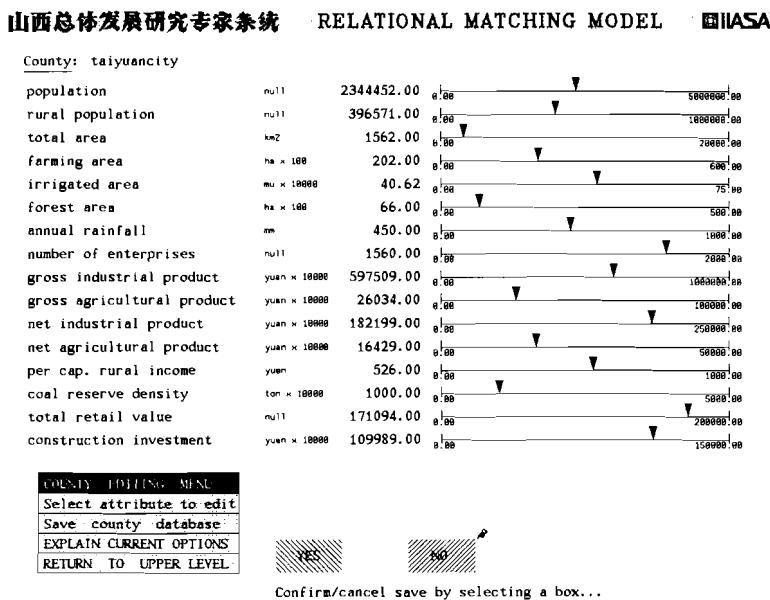 山西总体发展研究专家系统 RELATIONAL MATCHING MODEL IIASA
County: taiyuancity
population null 2344452.00 0.00 5000000.00
rural population null 396571.00 0.00 1000000.00
total area km2 1562.00 0.00 20000.00
farming area ha x 100 202.00 0.00 600.00
irrigated area mu x 10000 40.62 0.00 75.00
forest area ha x 100 66.00 0.00 500.00
annual rainfall mm 450.00 0.00 1000.00
number of enterprises null 1560.00 0.00 2000.00
gross industrial product yuan x 10000 597509.00 0.00 1000000.00
gross agricultural product yuan x 10000 26034.00 0.00 100000.00
net industrial product yuan x 10000 182199.00 0.00 250000.00
net agricultural product yuan x 10000 16429.00 0.00 50000.00
per cap. rural income yuan 526.00 0.00 1000.00
coal reserve density ton x 10000 1000.00 0.00 5000.00
total retail value null 171094.00 0.00 200000.00
construction investment yuan x 10000 109989.00 0.00 150000.00
COUNTY EDITING MENU
Select attribute to edit
Save county database
EXPLAIN CURRENT OPTIONS
RETURN TO UPPER LEVEL
YES NO
Confirm/cancel save by selecting a box...